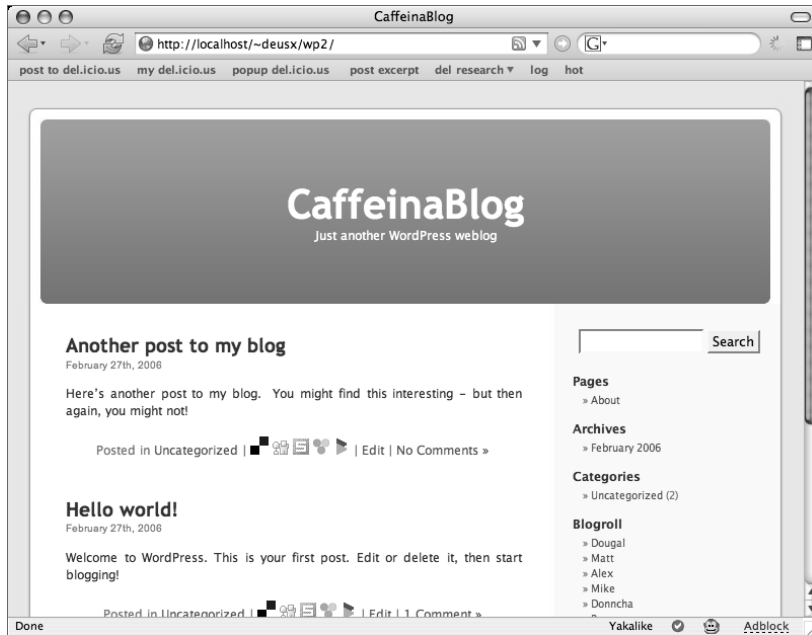 CaffeinaBlog
http://localhost/~deusx/wp2/
G
post to del.icio.us my del.icio.us popup del.icio.us post excerpt del research log hot
CaffeinaBlog
Just another WordPress weblog
Another post to my blog
February 27th, 2006
Here's another post to my blog. You might find this interesting – but then
again, you might not!
Posted in Uncategorized | | Edit | No Comments »
Hello world!
February 27th, 2006
Welcome to WordPress. This is your first post. Edit or delete it, then start
blogging!
Posted in Uncategorized | | Edit | 1 Comment »
Search
Pages
» About
Archives
» February 2006
Categories
» Uncategorized (2)
Blogroll
» Dougal
» Matt
» Alex
» Mike
» Donncha
Done Yakalike Adblock